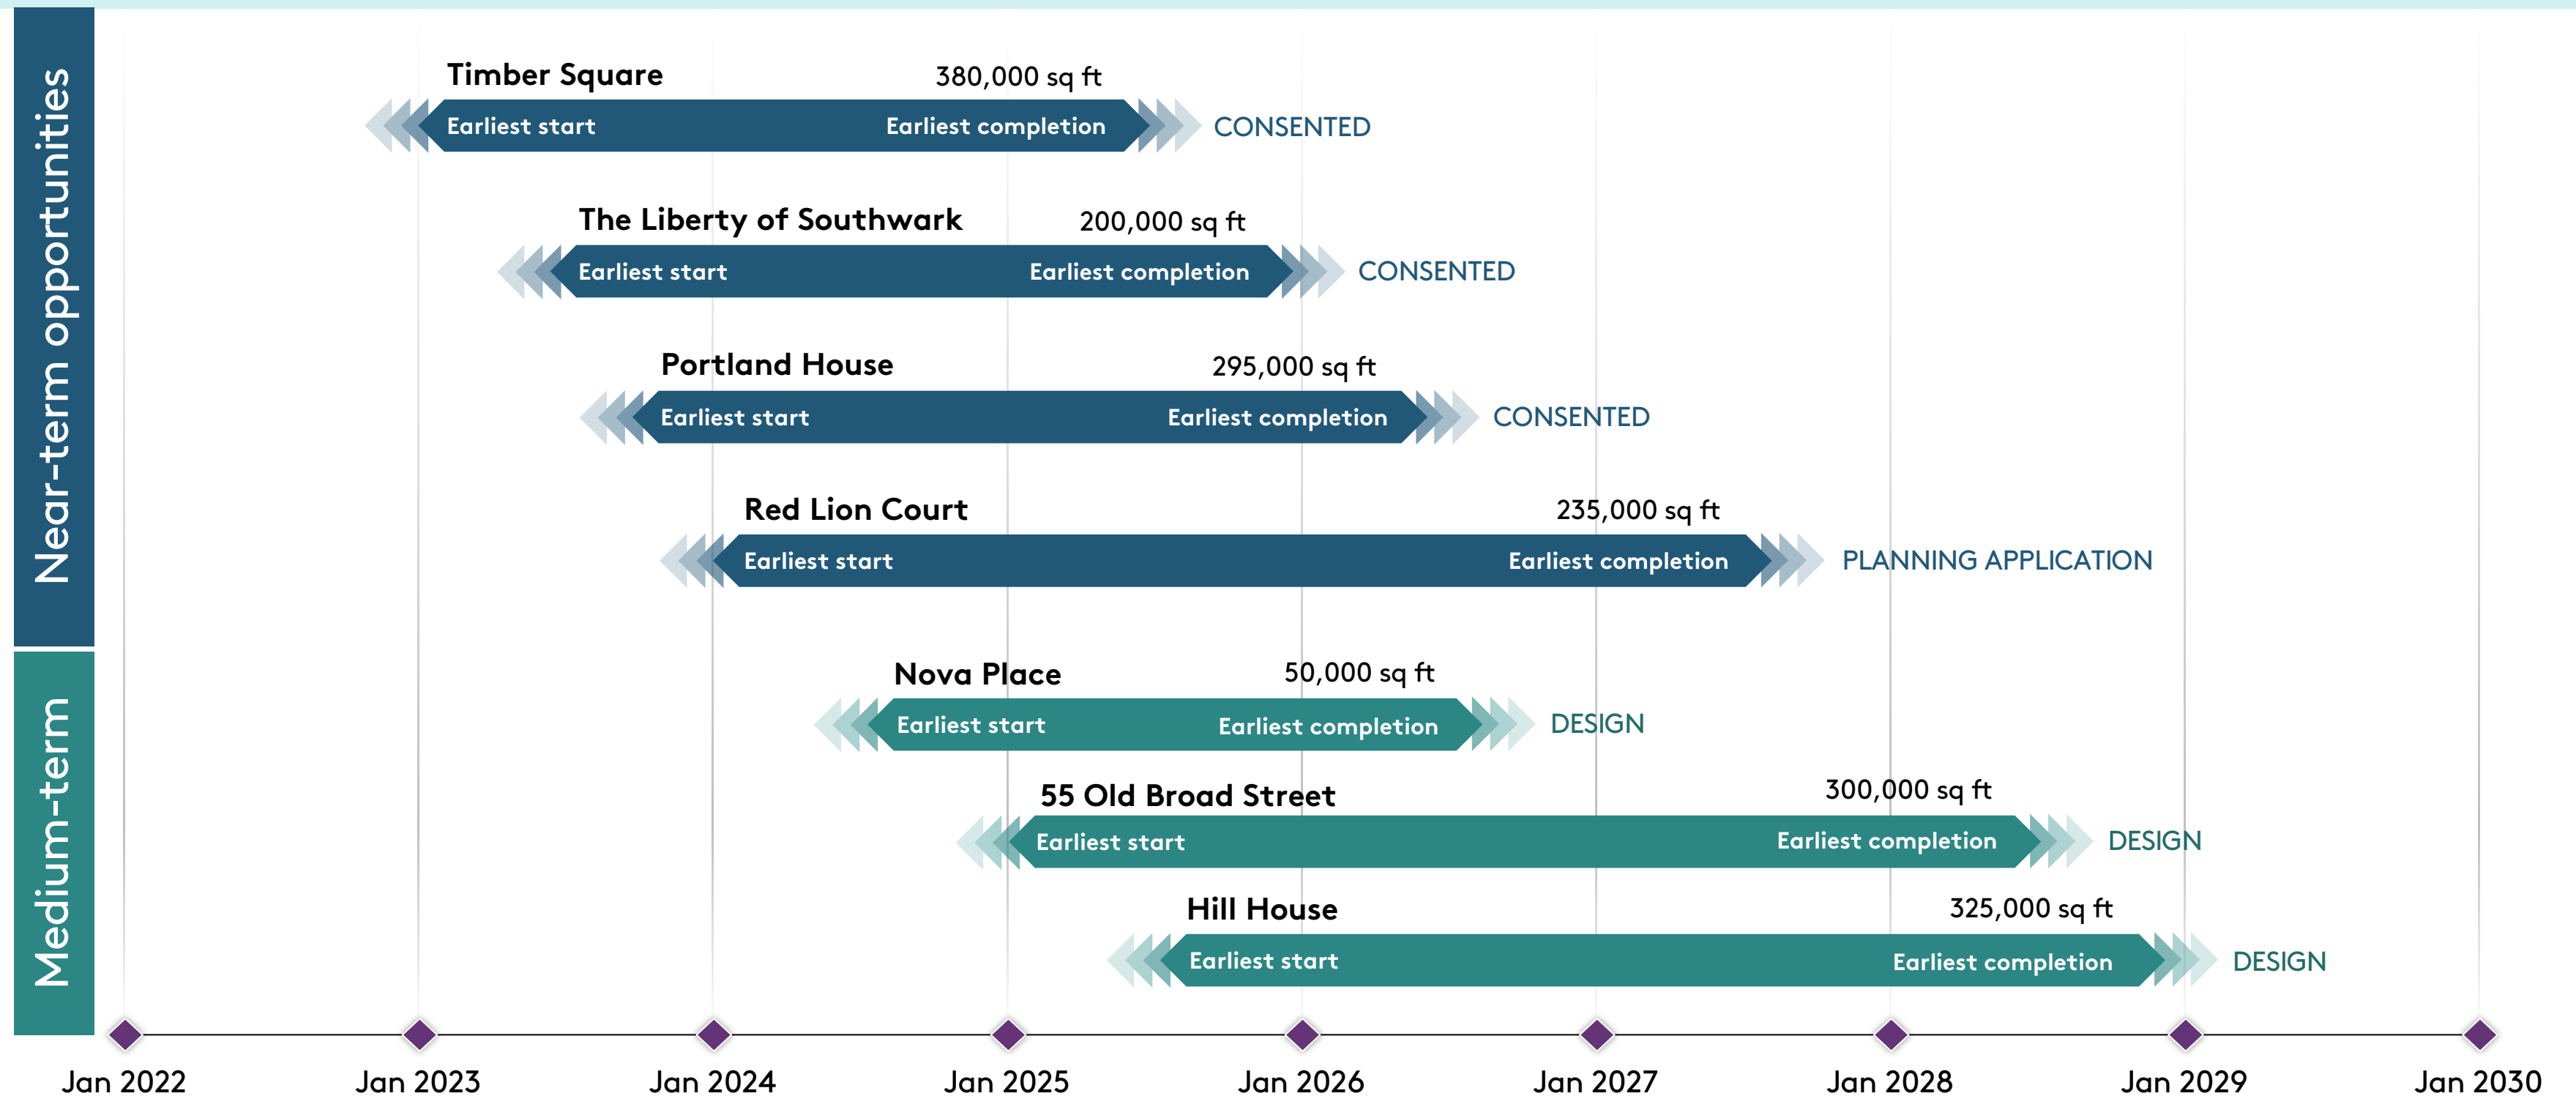 Near-term opportunities
Timber Square 380,000 sq ft
Earliest start Earliest completion CONSENTED
The Liberty of Southwark 200,000 sq ft
Earliest start Earliest completion CONSENTED
Portland House 295,000 sq ft
Earliest start Earliest completion CONSENTED
Red Lion Court 235,000 sq ft
Earliest start Earliest completion PLANNING APPLICATION
Medium-term
Nova Place 50,000 sq ft
Earliest start Earliest completion DESIGN
55 Old Broad Street 300,000 sq ft
Earliest start Earliest completion DESIGN
Hill House 325,000 sq ft
Earliest start Earliest completion DESIGN
Jan 2022 Jan 2023 Jan 2024 Jan 2025 Jan 2026 Jan 2027 Jan 2028 Jan 2029 Jan 2030